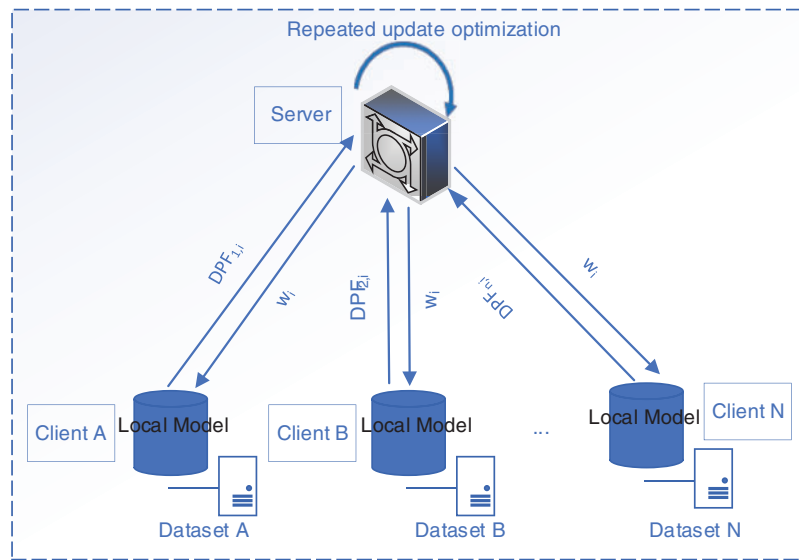 Repeated update optimization
Server
DPF1,i
wi
DPF2,i
wi
DPFn,i
wi
Client A
Local Model
Client B
Local Model
...
Local Model
Client N
Dataset A
Dataset B
Dataset N